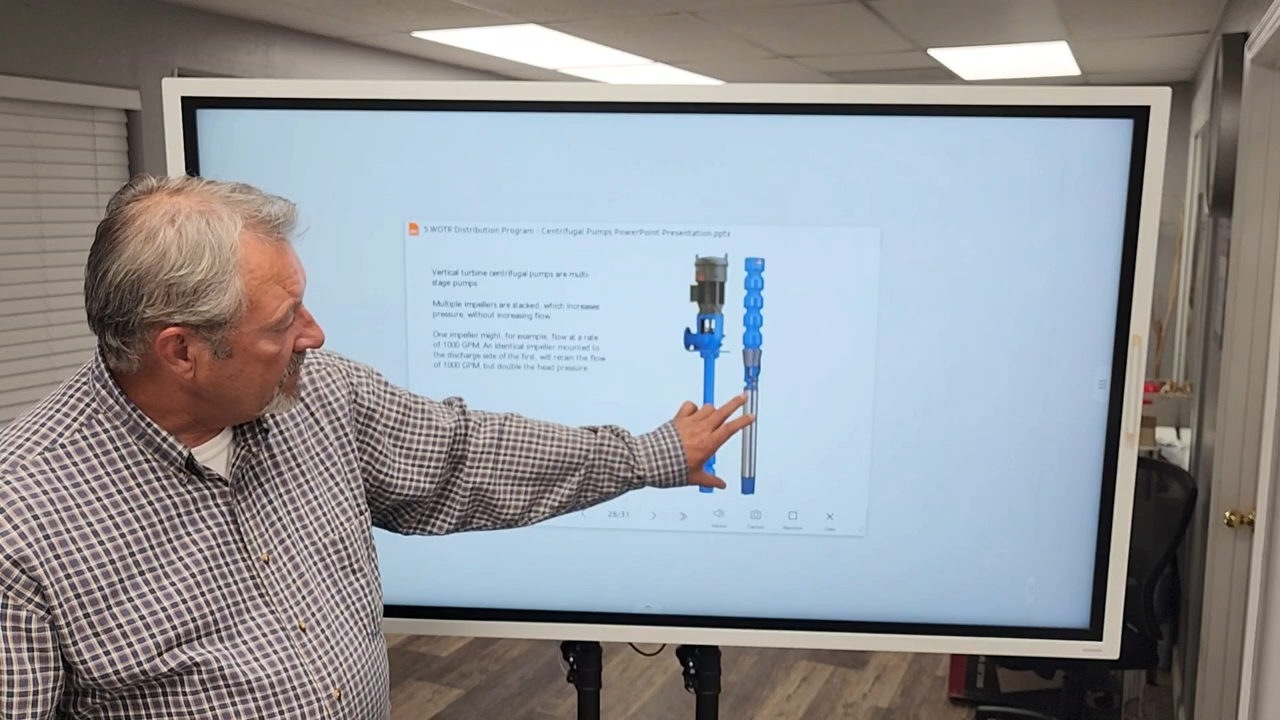 5.WOTR Distribution Program - Centrifugal Pumps PowerPoint Presentation.pptx
Vertical turbine centrifugal pumps are multi-
stage pumps
Multiple impellers are stacked, which increases
pressure, without increasing flow.
One impeller might, for example, flow at a rate
of 1000 GPM. An identical impeller mounted to
the discharge side of the first, will retain the flow
of 1000 GPM, but double the head pressure.
28/31